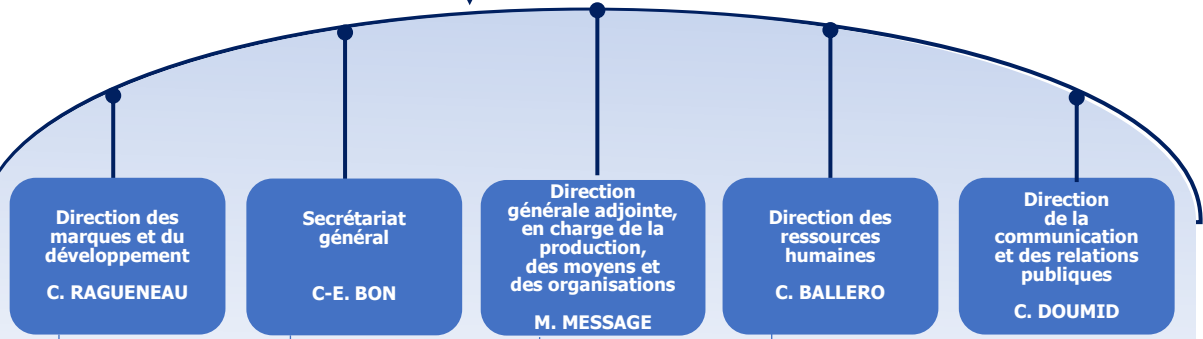 Direction des
marques et du
développement
C. RAGUENEAU
Secrétariat
général
C-E. BON
Direction
générale adjointe,
en charge de la
production,
des moyens et
des organisations
M. MESSAGE
Direction des
ressources
humaines
C. BALLERO
Direction
de la
communication
et des relations
publiques
C. DOUMID